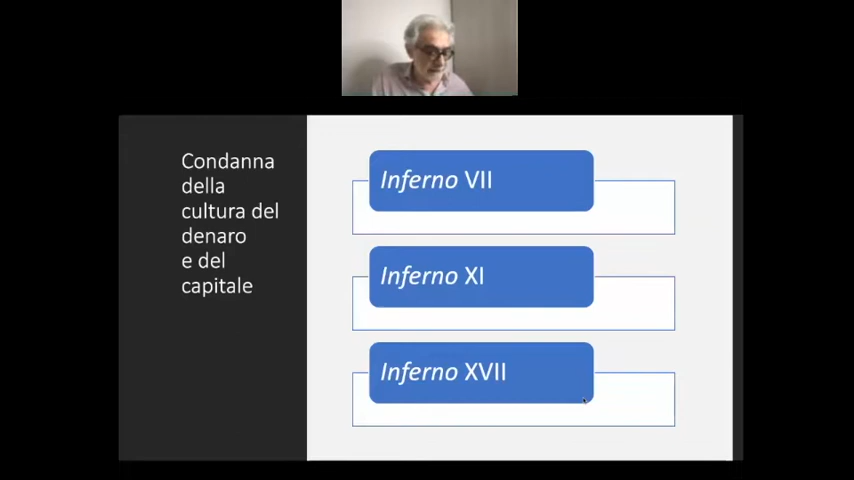 Condanna
della
cultura del
denaro
e del
capitale
Inferno VII
Inferno XI
Inferno XVII